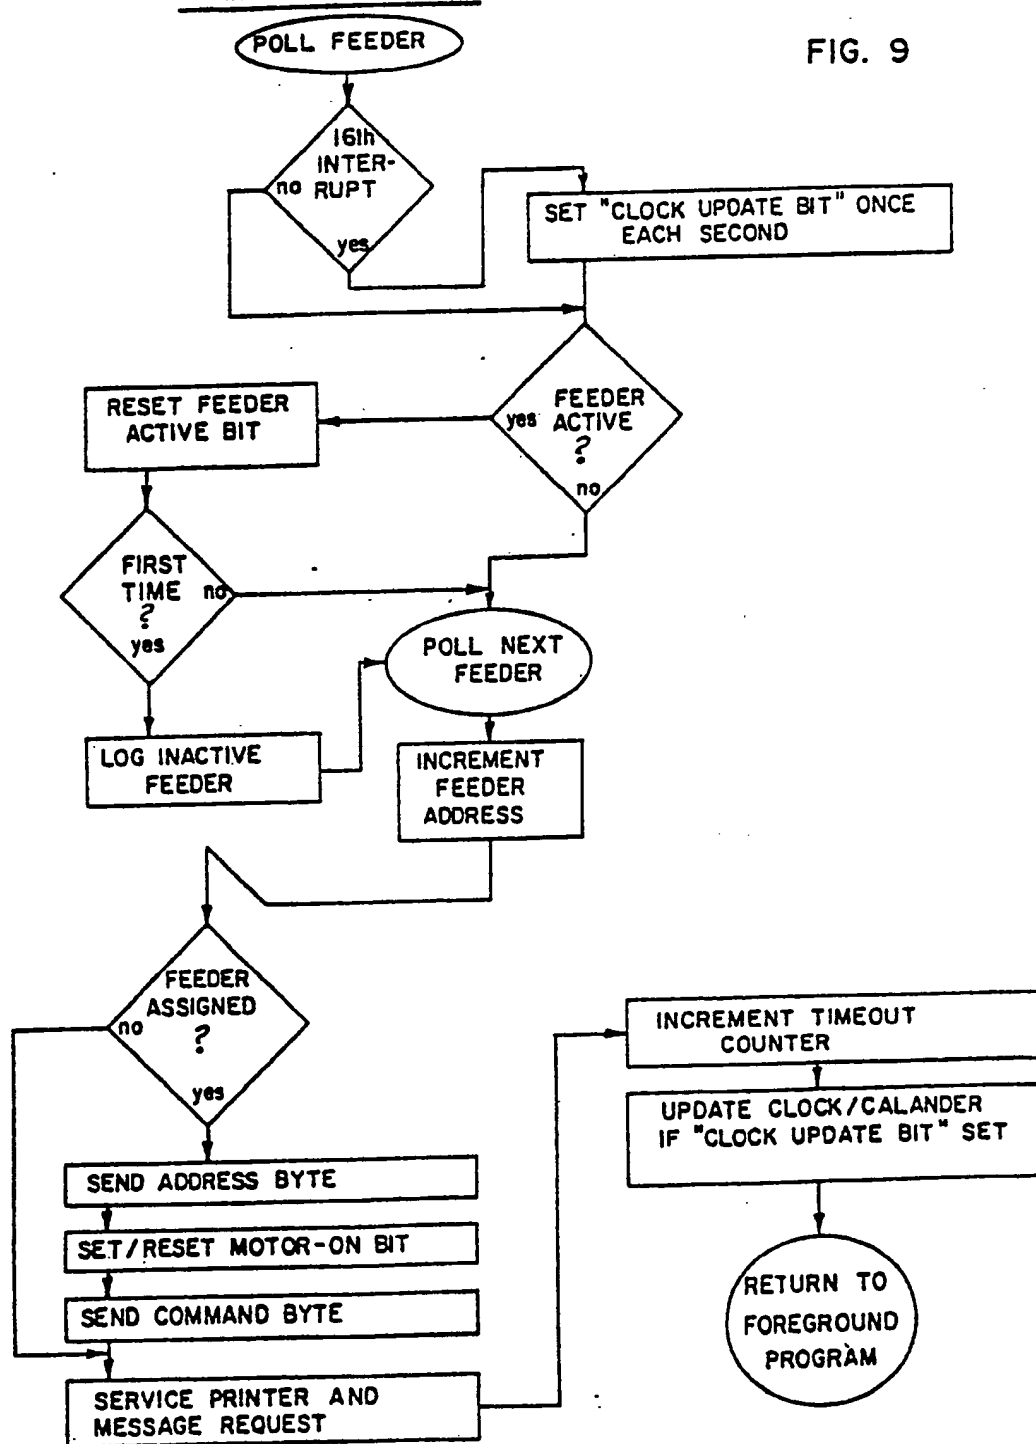 POLL FEEDER
FIG. 9
16th
INTER-
RUPT
no
yes
SET "CLOCK UPDATE BIT" ONCE
EACH SECOND
FEEDER
ACTIVE
?
yes
no
RESET FEEDER
ACTIVE BIT
FIRST
TIME
?
no
yes
POLL NEXT
FEEDER
LOG INACTIVE
FEEDER
INCREMENT
FEEDER
ADDRESS
FEEDER
ASSIGNED
?
no
yes
SEND ADDRESS BYTE
SET/RESET MOTOR-ON BIT
SEND COMMAND BYTE
SERVICE PRINTER AND
MESSAGE REQUEST
INCREMENT TIMEOUT
COUNTER
UPDATE CLOCK/CALANDER
IF "CLOCK UPDATE BIT" SET
RETURN TO
FOREGROUND
PROGRAM